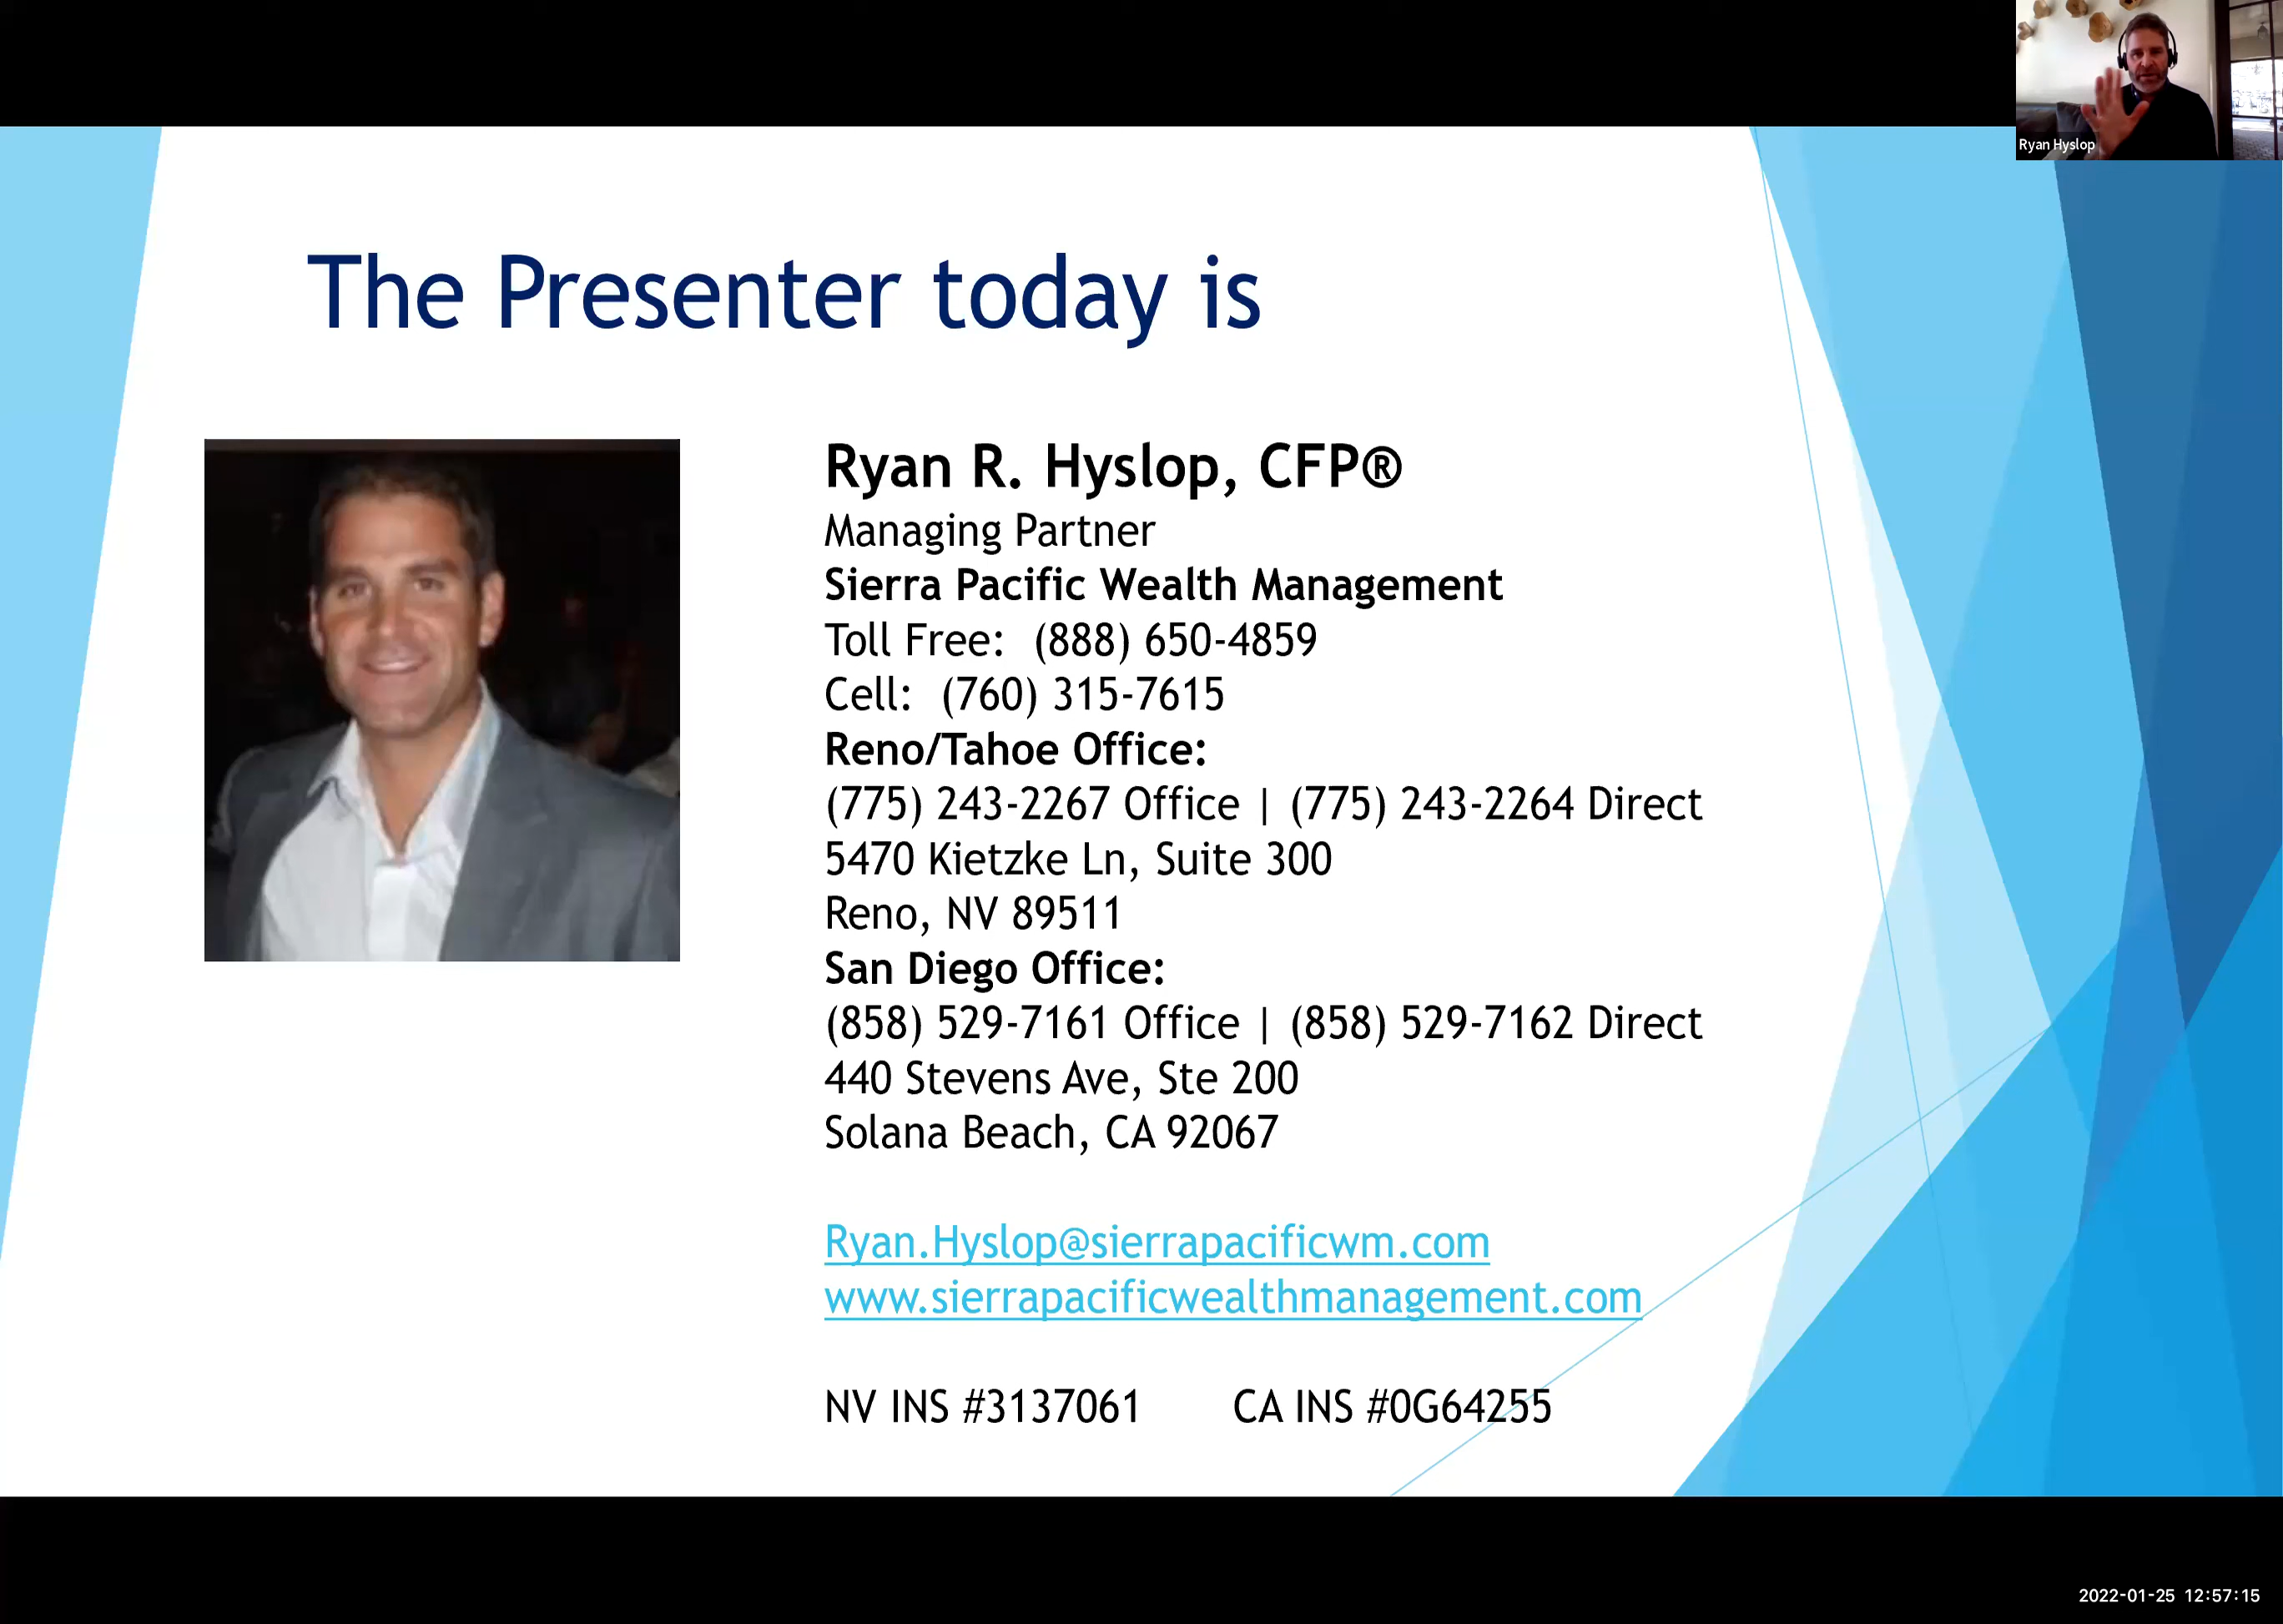 Ryan Hyslop
The Presenter today is
Ryan R. Hyslop, CFP®
Managing Partner
Sierra Pacific Wealth Management
Toll Free:  (888) 650-4859
Cell:  (760) 315-7615
Reno/Tahoe Office:
(775) 243-2267 Office | (775) 243-2264 Direct
5470 Kietzke Ln, Suite 300
Reno, NV 89511
San Diego Office:
(858) 529-7161 Office | (858) 529-7162 Direct
440 Stevens Ave, Ste 200
Solana Beach, CA 92067
Ryan.Hyslop@sierrapacificwm.com
www.sierrapacificwealthmanagement.com
NV INS #3137061        CA INS #0G64255
2022-01-25  12:57:15